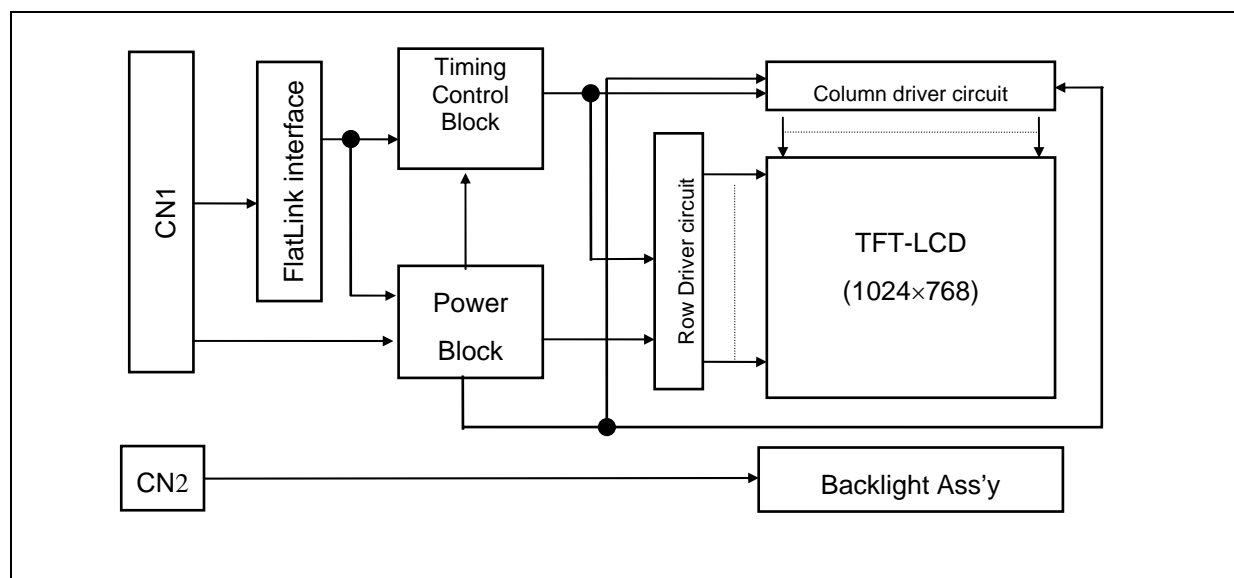 CN1
FlatLink interface
Timing
Control
Block
Power
Block
Row Driver circuit
Column driver circuit
TFT-LCD
(1024×768)
CN2
Backlight Ass’y